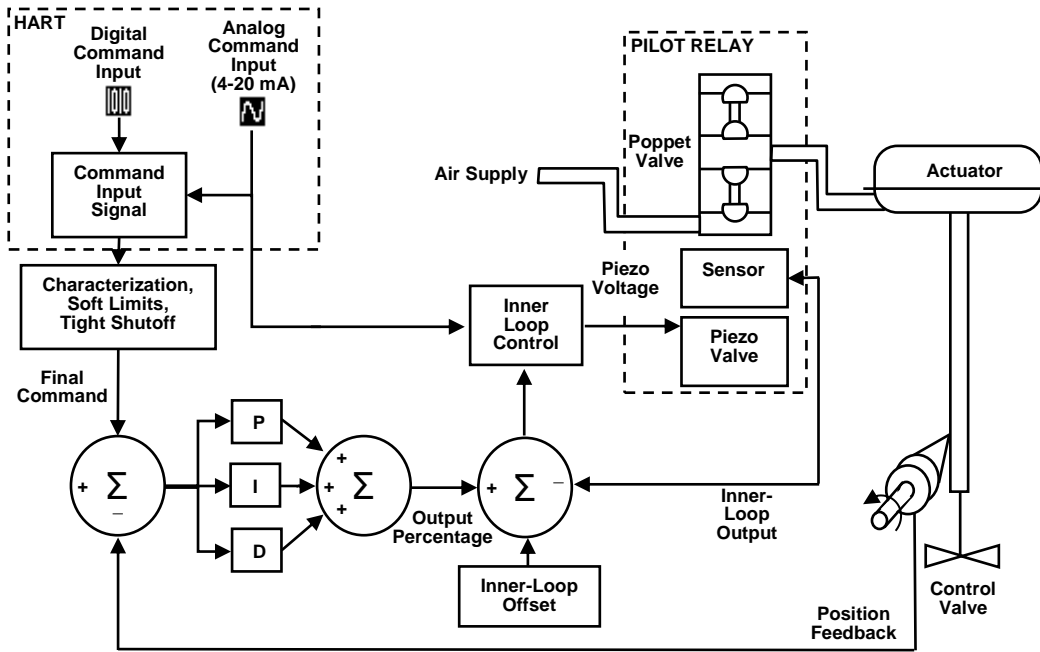 HART
Digital
Command
Input
Analog
Command
Input
(4-20 mA)
Command
Input
Signal
Characterization,
Soft Limits,
Tight Shutoff
Final
Command
+
Σ
–
P
I
D
+
+
+
Σ
Output
Percentage
+
Σ
–
Inner-Loop
Offset
Inner
Loop
Control
Piezo
Voltage
PILOT RELAY
Poppet
Valve
Air Supply
Sensor
Piezo
Valve
Inner-
Loop
Output
Actuator
Control
Valve
Position
Feedback